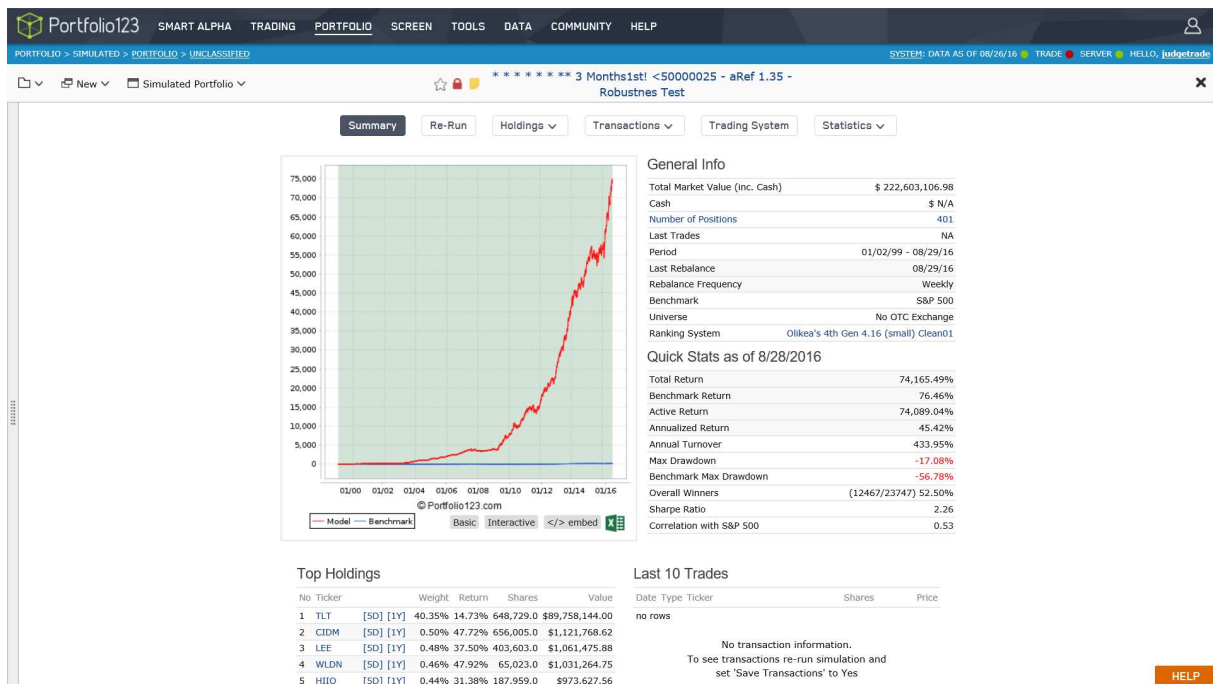 Portfolio123 SMART ALPHA TRADING PORTFOLIO SCREEN TOOLS DATA COMMUNITY HELP
PORTFOLIO > SIMULATED > PORTFOLIO > UNCLASSIFIED SYSTEM: DATA AS OF 08/26/16 TRADE SERVER HELLO, judgetrade
New Simulated Portfolio * * * * * * ** 3 Months1st! <50000025 - aRef 1.35 -
Robustnes Test
Summary Re-Run Holdings Transactions Trading System Statistics
75,000
70,000
65,000
60,000
55,000
50,000
45,000
40,000
35,000
30,000
25,000
20,000
15,000
10,000
5,000
0
01/00 01/02 01/04 01/06 01/08 01/10 01/12 01/14 01/16
© Portfolio123.com
Model Benchmark Basic Interactive </> embed
General Info
Total Market Value (inc. Cash) $ 222,603,106.98
Cash $ N/A
Number of Positions 401
Last Trades NA
Period 01/02/99 - 08/29/16
Last Rebalance 08/29/16
Rebalance Frequency Weekly
Benchmark S&P 500
Universe No OTC Exchange
Ranking System Olikea's 4th Gen 4.16 (small) Clean01
Quick Stats as of 8/28/2016
Total Return 74,165.49%
Benchmark Return 76.46%
Active Return 74,089.04%
Annualized Return 45.42%
Annual Turnover 433.95%
Max Drawdown -17.08%
Benchmark Max Drawdown -56.78%
Overall Winners (12467/23747) 52.50%
Sharpe Ratio 2.26
Correlation with S&P 500 0.53
Top Holdings
No Ticker Weight Return Shares Value
1 TLT [5D] [1Y] 40.35% 14.73% 648,729.0 $89,758,144.00
2 CIDM [5D] [1Y] 0.50% 47.72% 656,005.0 $1,121,768.62
3 LEE [5D] [1Y] 0.48% 37.50% 403,603.0 $1,061,475.88
4 WLDN [5D] [1Y] 0.46% 47.92% 65,023.0 $1,031,264.75
5 HIIQ [5D] [1Y] 0.44% 31.38% 187,959.0 $973,627.56
Last 10 Trades
Date Type Ticker Shares Price
no rows
No transaction information.
To see transactions re-run simulation and
set 'Save Transactions' to Yes
HELP